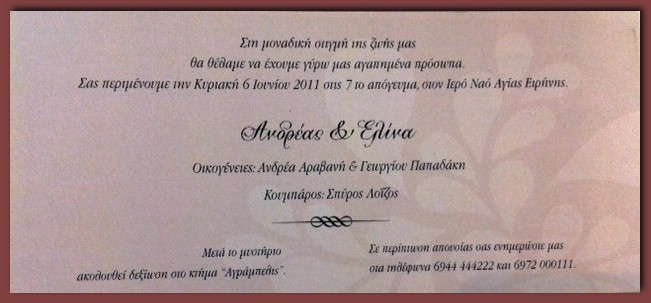 Στη μοναδική στιγμή της ζωής μας
θα θέλαμε να έχουμε γύρω μας αγαπημένα πρόσωπα.
Σας περιμένουμε την Κυριακή 6 Ιουνίου 2011 στις 7 το απόγευμα, στον Ιερό Ναό Αγίας Ειρήνης.
Ανδρέας & Ελίνα
Οικογένειες: Ανδρέα Αραβανή & Γεωργίου Παπαδάκη
Κουμπάρος: Σπύρος Λοΐζος
Μετά το μυστήριο
ακολουθεί δεξίωση στο κτήμα “Αγράμπελης”.
Σε περίπτωση απουσίας σας ενημερώστε μας
στα τηλέφωνα 6944 444222 και 6972 000111.